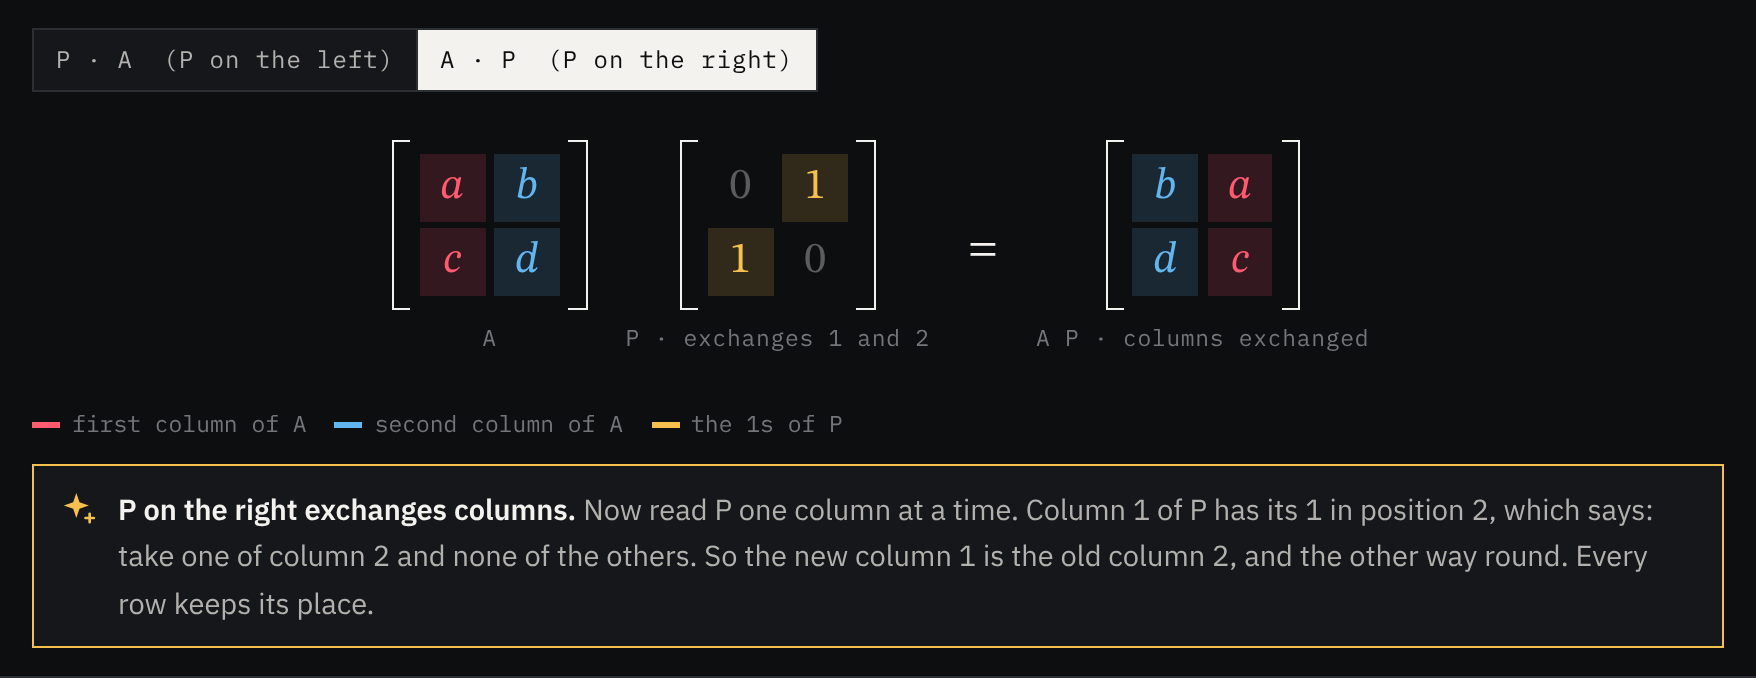 P · A (P on the left) A · P (P on the right)
a b 0 1 b a
c d 1 0 = d c
A P · exchanges 1 and 2 A P · columns exchanged
first column of A second column of A the 1s of P
P on the right exchanges columns. Now read P one column at a time. Column 1 of P has its 1 in position 2, which says:
take one of column 2 and none of the others. So the new column 1 is the old column 2, and the other way round. Every
row keeps its place.